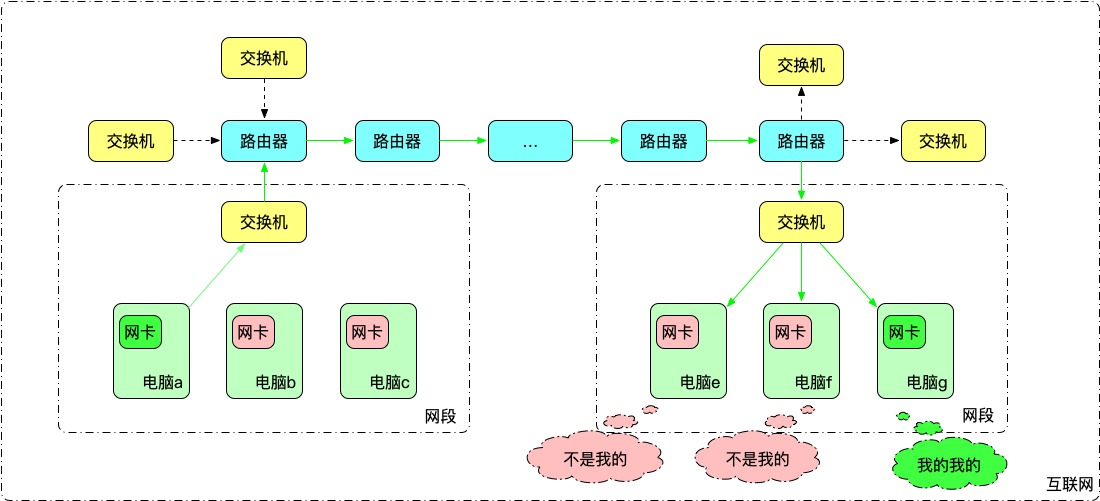 交换机
交换机
交换机
路由器
路由器
...
路由器
路由器
交换机
交换机
交换机
网卡
电脑a
网卡
电脑b
网卡
电脑c
网段
网卡
电脑e
网卡
电脑f
网卡
电脑g
网段
不是我的
不是我的
我的我的
互联网